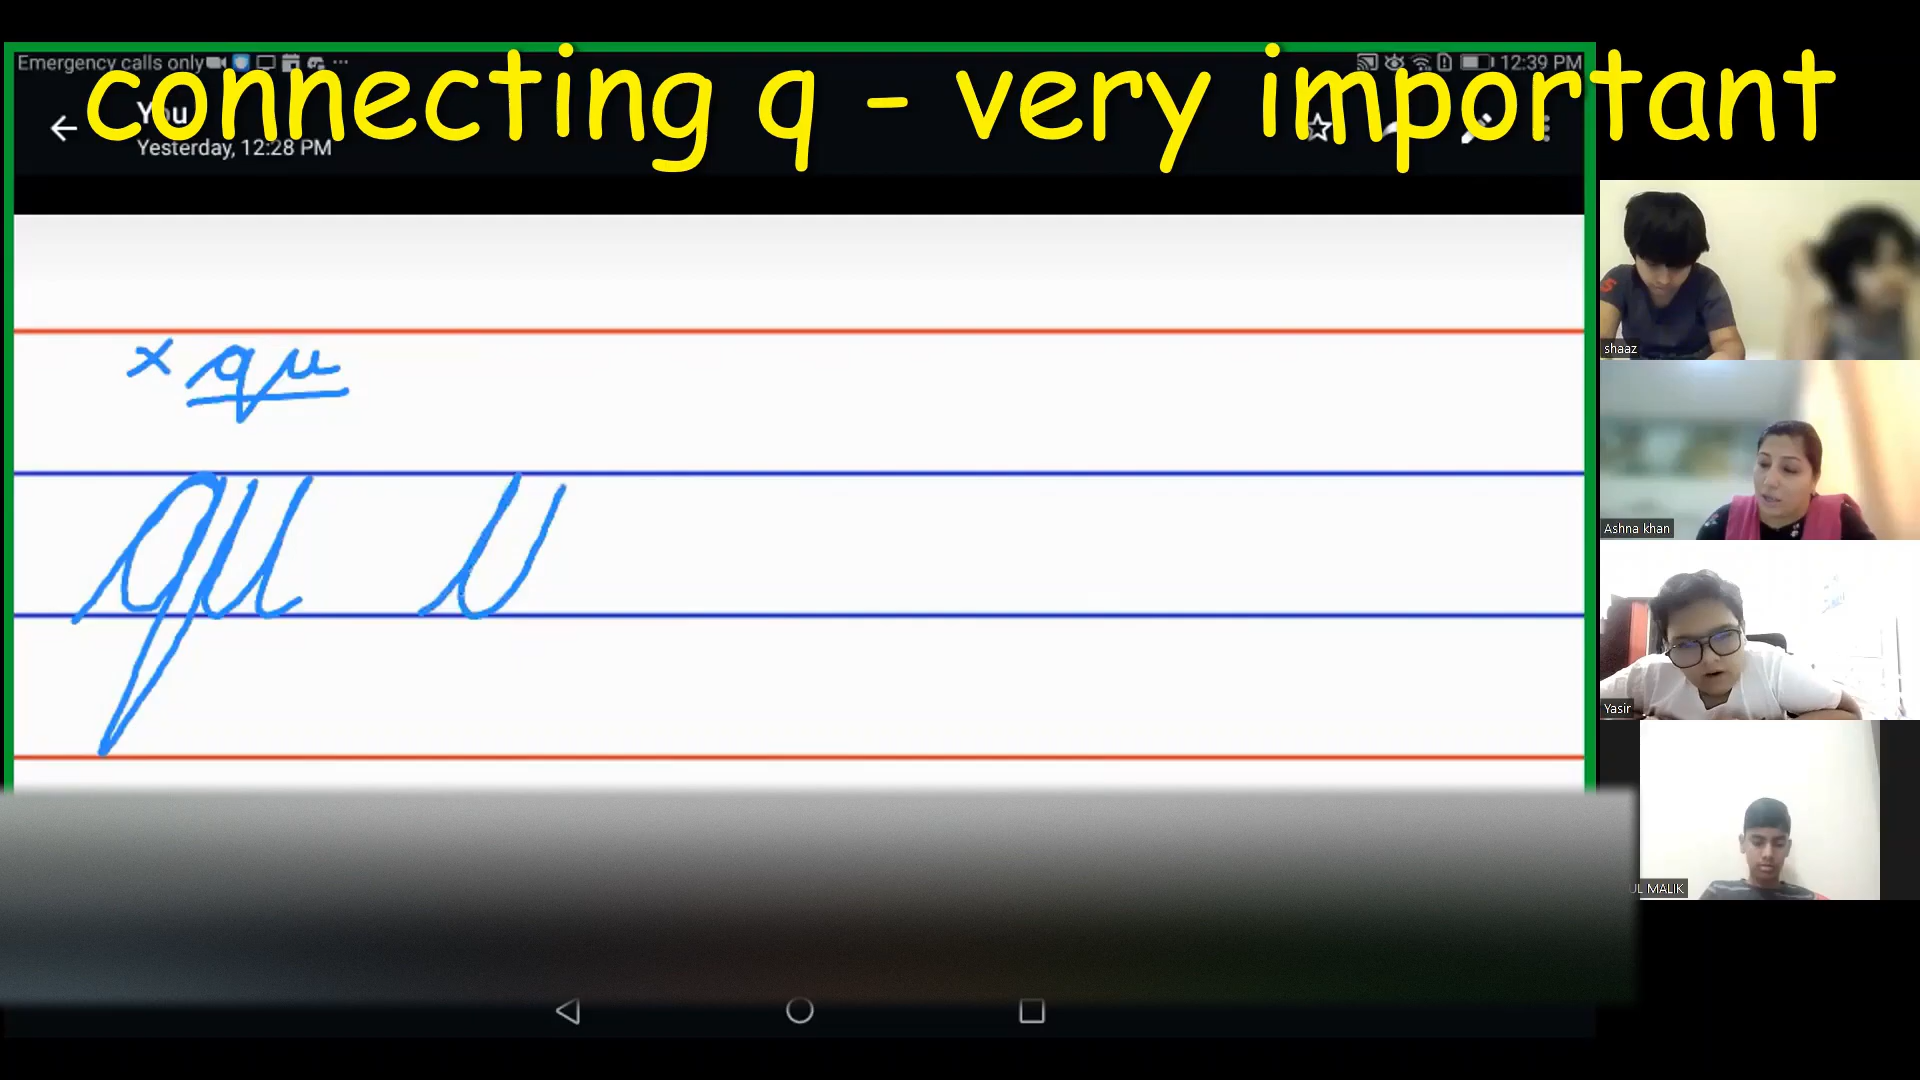 connecting q - very important
Emergency calls only
12:39 PM
You
Yesterday, 12:28 PM
x qu
qu u
shaaz
Ashna khan
Yasir
UL MALIK